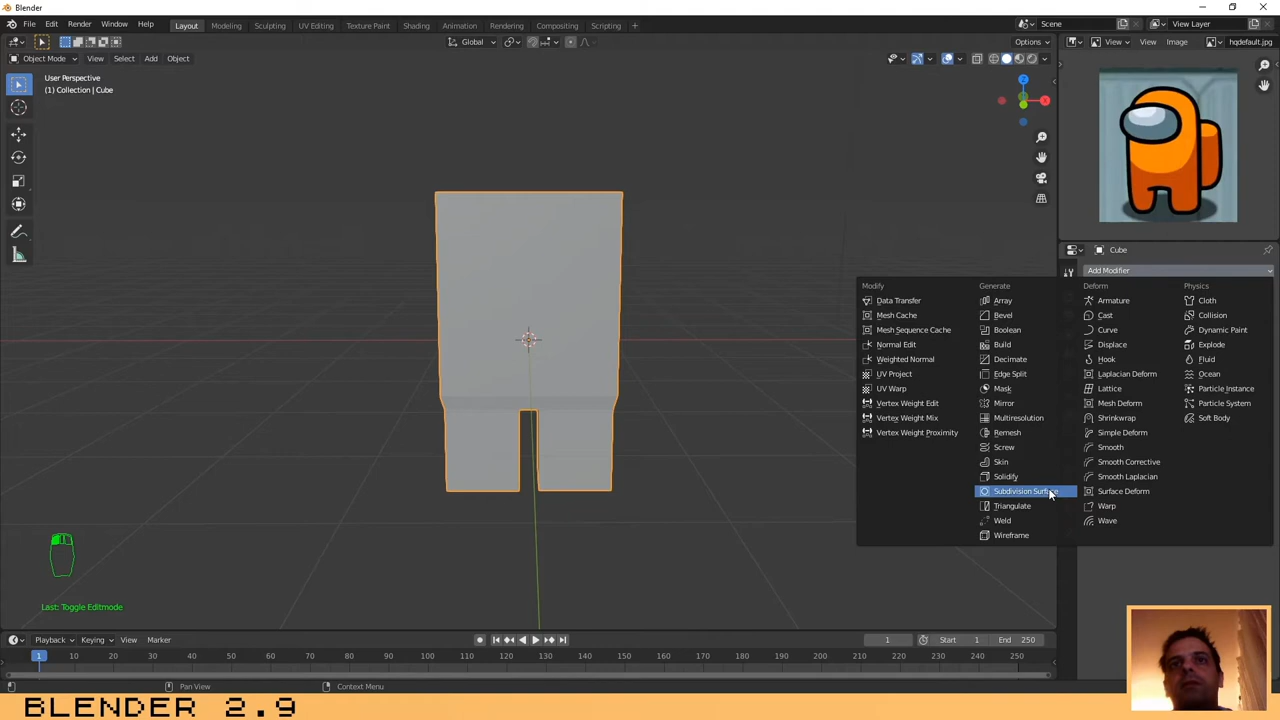 Blender
File Edit Render Window Help Layout Modeling Sculpting UV Editing Texture Paint Shading Animation Rendering Compositing Scripting + Scene View Layer
Global Options View Image hqdefault.jpg
Object Mode View Select Add Object
User Perspective
(1) Collection | Cube
Z
X
Cube
Add Modifier
Modify Generate Deform Physics
Data Transfer Array Armature Cloth
Mesh Cache Bevel Cast Collision
Mesh Sequence Cache Boolean Curve Dynamic Paint
Normal Edit Build Displace Explode
Weighted Normal Decimate Hook Fluid
UV Project Edge Split Laplacian Deform Ocean
UV Warp Mask Lattice Particle Instance
Vertex Weight Edit Mirror Mesh Deform Particle System
Vertex Weight Mix Multiresolution Shrinkwrap Soft Body
Vertex Weight Proximity Remesh Simple Deform
Screw Smooth
Skin Smooth Corrective
Solidify Smooth Laplacian
Subdivision Surface Surface Deform
Triangulate Warp
Weld Wave
Wireframe
Last: Toggle Editmode
Playback Keying View Marker 1 Start 1 End 250
1 10 20 30 40 50 60 70 80 90 100 110 120 130 140 150 160 170 180 190 200 210 220 230 240 250
Pan View Context Menu
BLENDER 2.9